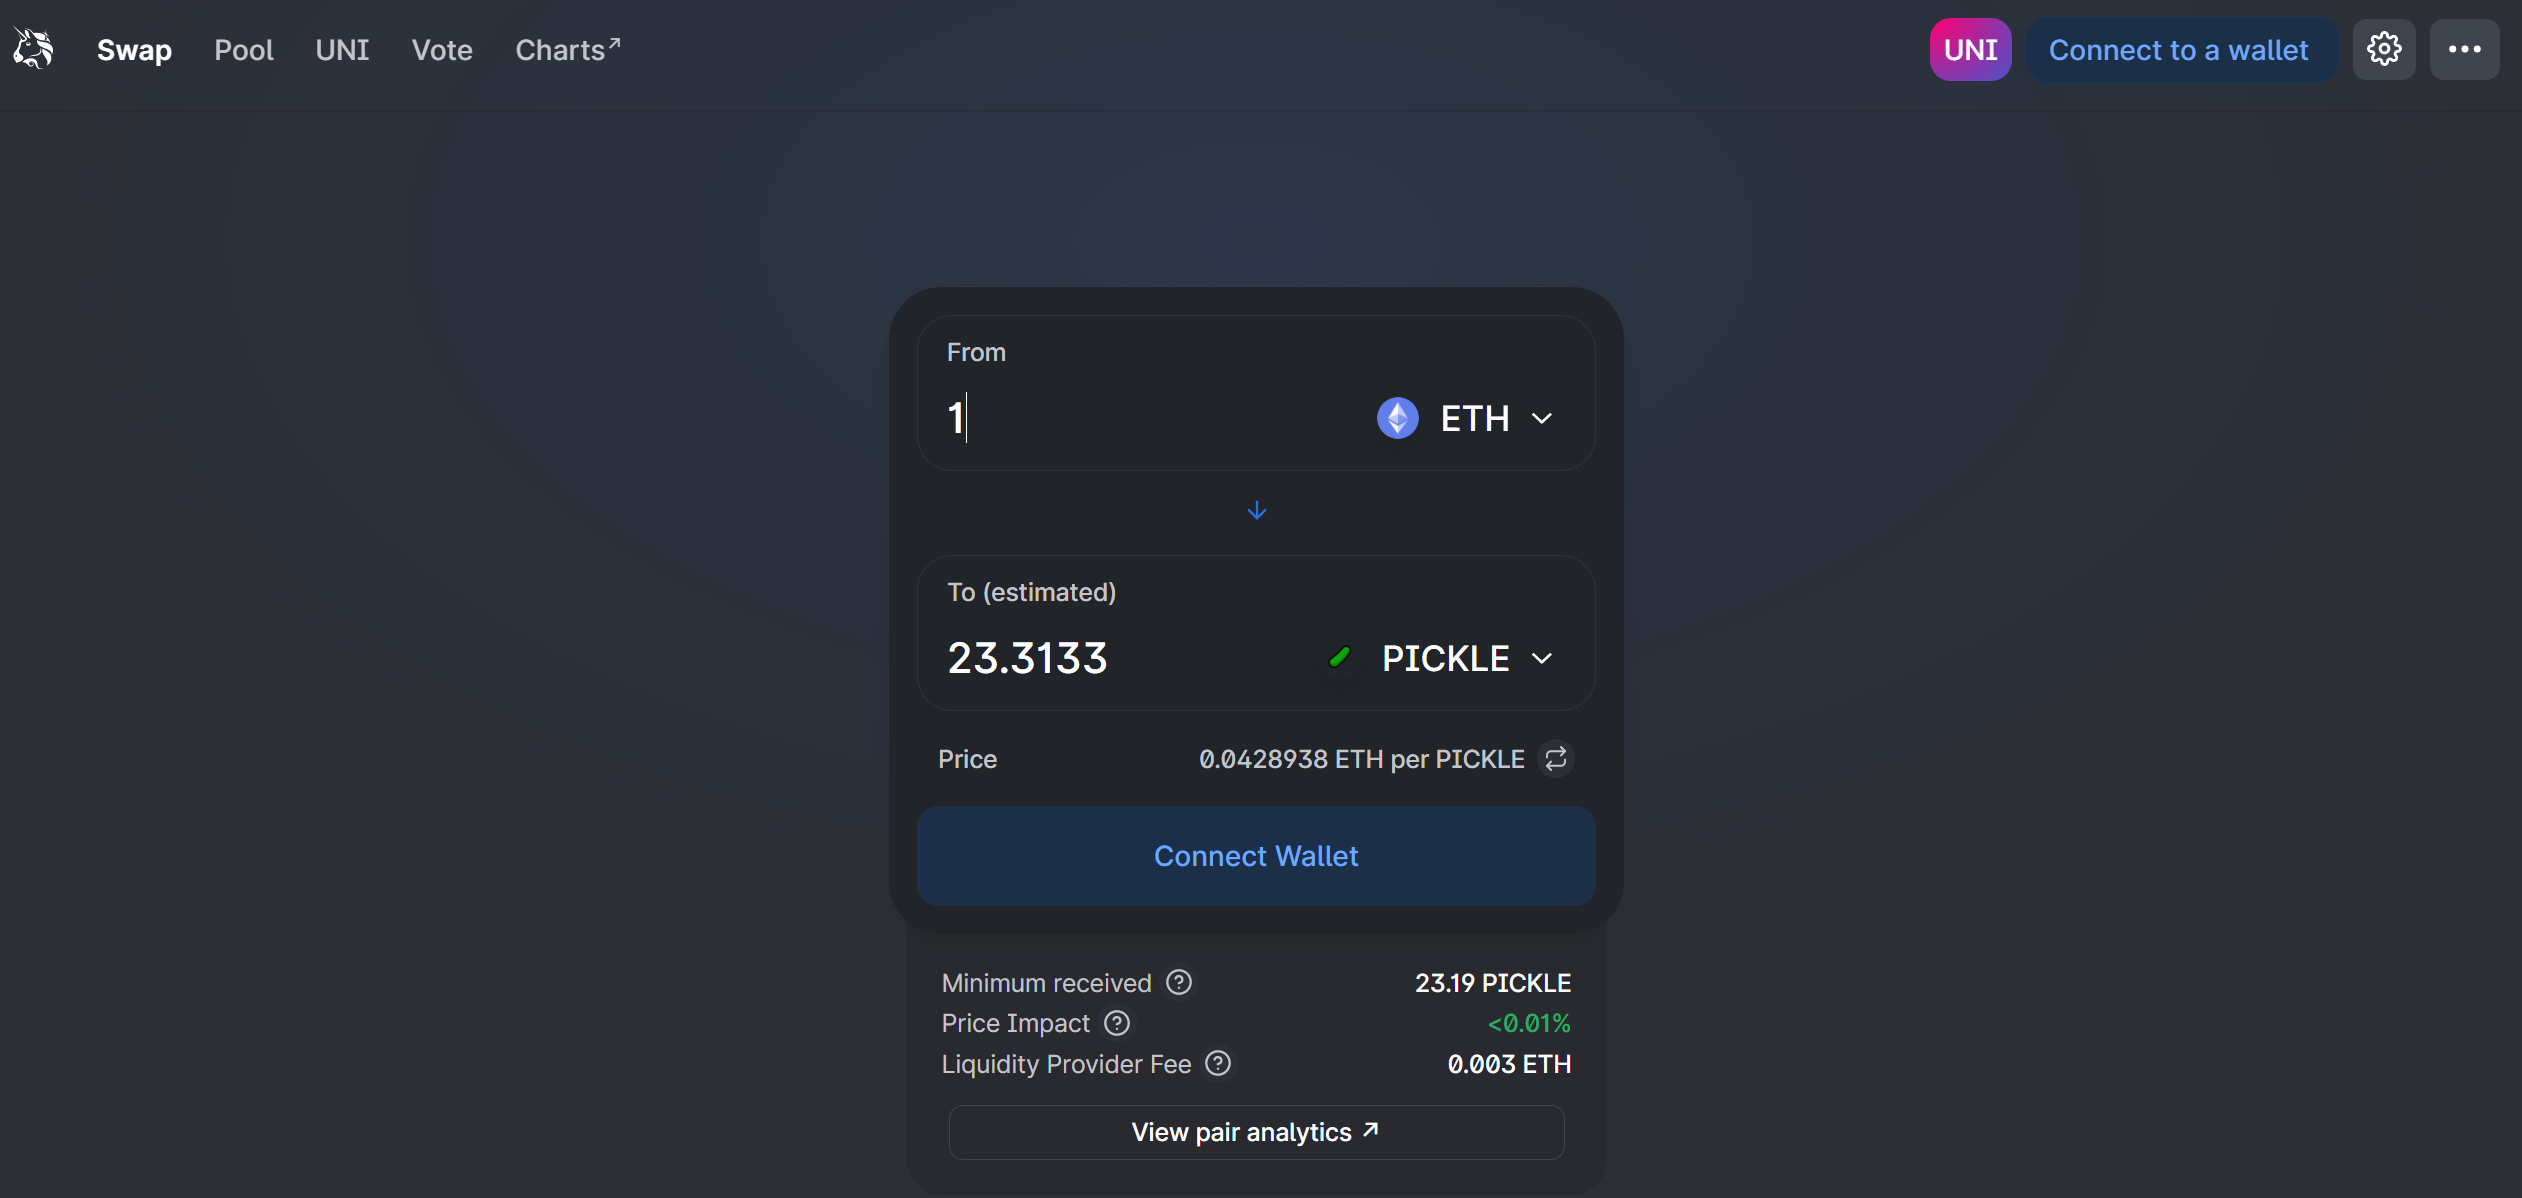 Swap Pool UNI Vote Charts↗ UNI Connect to a wallet
From
1 ETH
To (estimated)
23.3133 PICKLE
Price 0.0428938 ETH per PICKLE
Connect Wallet
Minimum received 23.19 PICKLE
Price Impact <0.01%
Liquidity Provider Fee 0.003 ETH
View pair analytics ↗